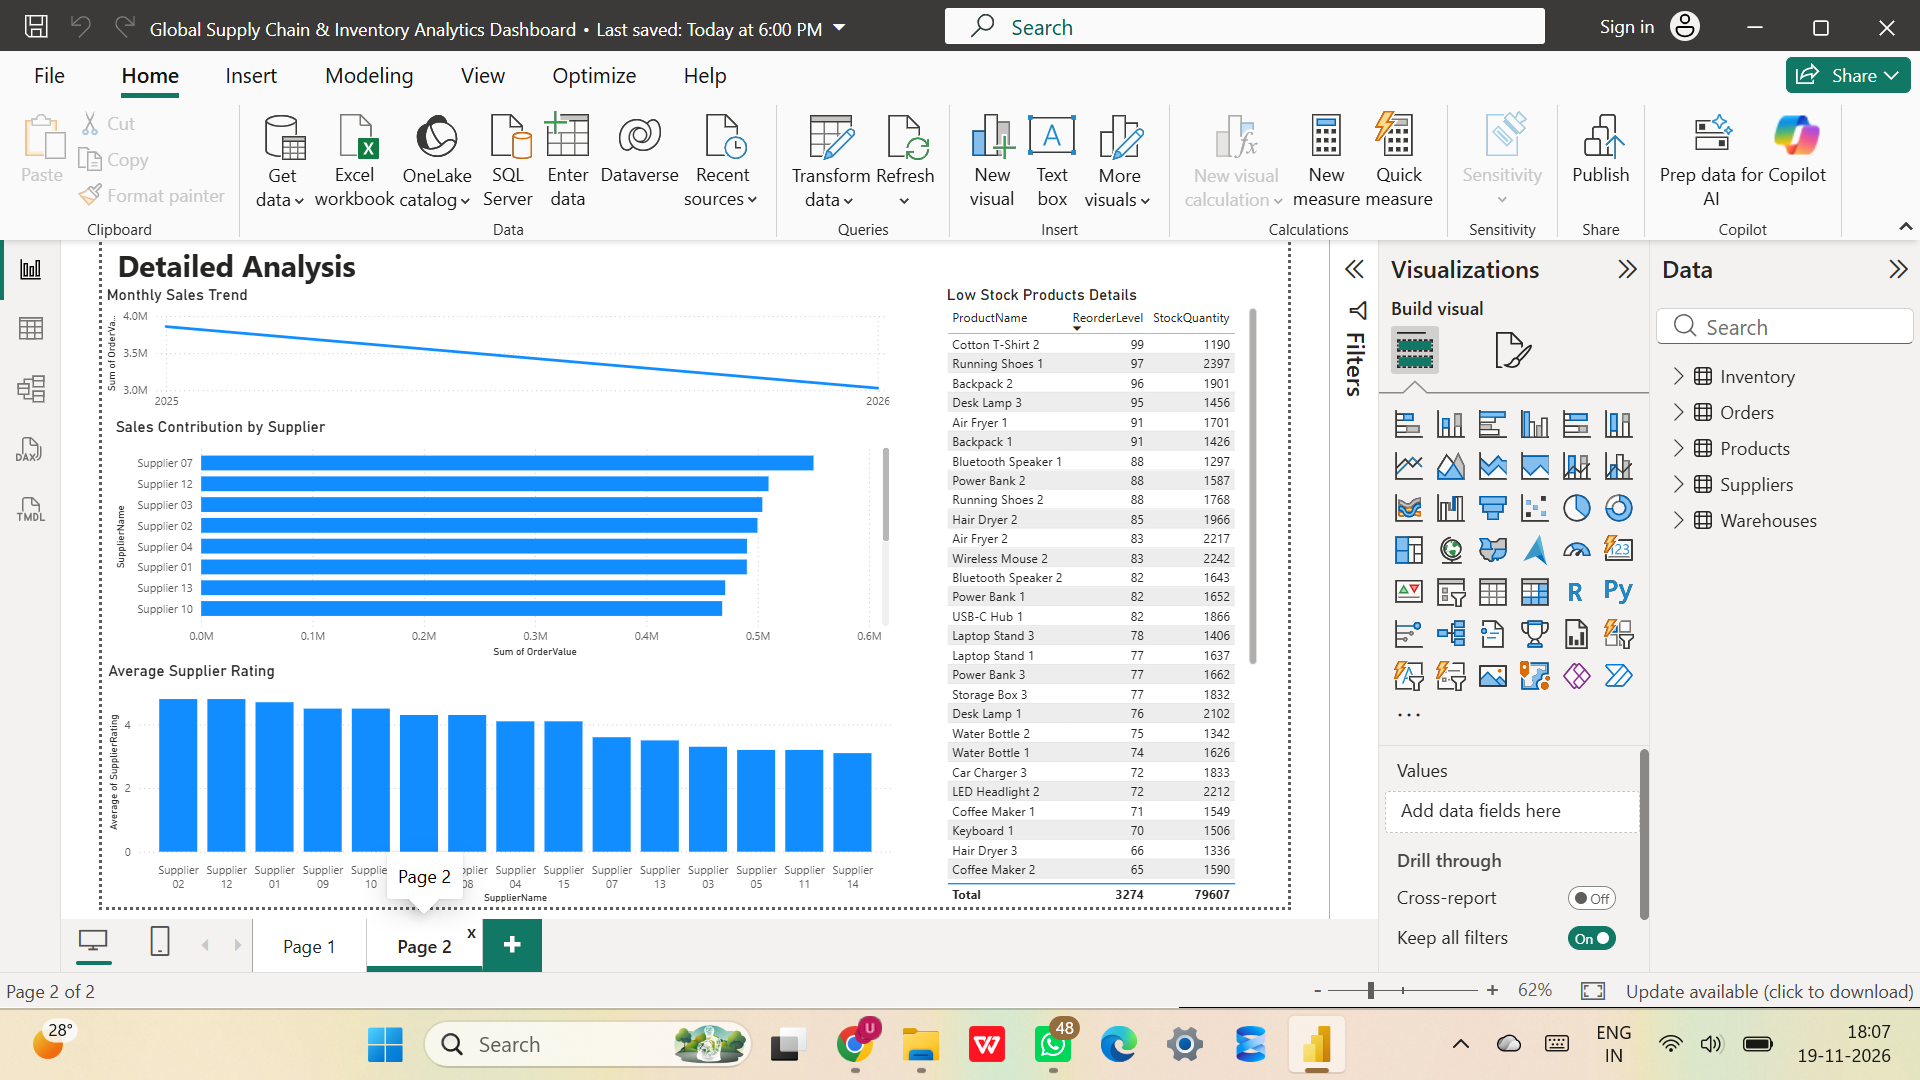 Global Supply Chain & Inventory Analytics Dashboard • Last saved: Today at 6:00 PM
Search
Sign in
File
Home
Insert
Modeling
View
Optimize
Help
Share
Paste
Cut
Copy
Format painter
Clipboard
Get data
Excel workbook
OneLake catalog
SQL Server
Enter data
Dataverse
Recent sources
Data
Transform data
Refresh
Queries
New visual
Text box
More visuals
Insert
New visual calculation
New measure
Quick measure
Calculations
Sensitivity
Sensitivity
Publish
Share
Prep data for AI
Copilot
Copilot
DAX
TMDL
Detailed Analysis
Monthly Sales Trend
Sum of OrderVa...
4.0M
3.5M
3.0M
2025
2026
Sales Contribution by Supplier
SupplierName
Supplier 07
Supplier 12
Supplier 03
Supplier 02
Supplier 04
Supplier 01
Supplier 13
Supplier 10
0.0M 0.1M 0.2M 0.3M 0.4M 0.5M 0.6M
Sum of OrderValue
Average Supplier Rating
Average of SupplierRating
4
2
0
Supplier 02
Supplier 12
Supplier 01
Supplier 09
Supplie 10
pplier 08
Supplier 04
Supplier 15
Supplier 07
Supplier 13
Supplier 03
Supplier 05
Supplier 11
Supplier 14
SupplierName
Page 2
Low Stock Products Details
ProductName ReorderLevel StockQuantity
Cotton T-Shirt 2 99 1190
Running Shoes 1 97 2397
Backpack 2 96 1901
Desk Lamp 3 95 1456
Air Fryer 1 91 1701
Backpack 1 91 1426
Bluetooth Speaker 1 88 1297
Power Bank 2 88 1587
Running Shoes 2 88 1768
Hair Dryer 2 85 1966
Air Fryer 2 83 2217
Wireless Mouse 2 83 2242
Bluetooth Speaker 2 82 1643
Power Bank 1 82 1652
USB-C Hub 1 82 1866
Laptop Stand 3 78 1406
Laptop Stand 1 77 1637
Power Bank 3 77 1662
Storage Box 3 77 1832
Desk Lamp 1 76 2102
Water Bottle 2 75 1342
Water Bottle 1 74 1626
Car Charger 3 72 1833
LED Headlight 2 72 2212
Coffee Maker 1 71 1549
Keyboard 1 70 1506
Hair Dryer 3 66 1336
Coffee Maker 2 65 1590
Total 3274 79607
Filters
Visualizations
Build visual
123
R
Py
...
Values
Add data fields here
Drill through
Cross-report
Off
Keep all filters
On
Data
Search
Inventory
Orders
Products
Suppliers
Warehouses
Page 1
Page 2
x
+
Page 2 of 2
- + 62%
Update available (click to download)
28°
Search
U
48
ENG
IN
18:07
19-11-2026